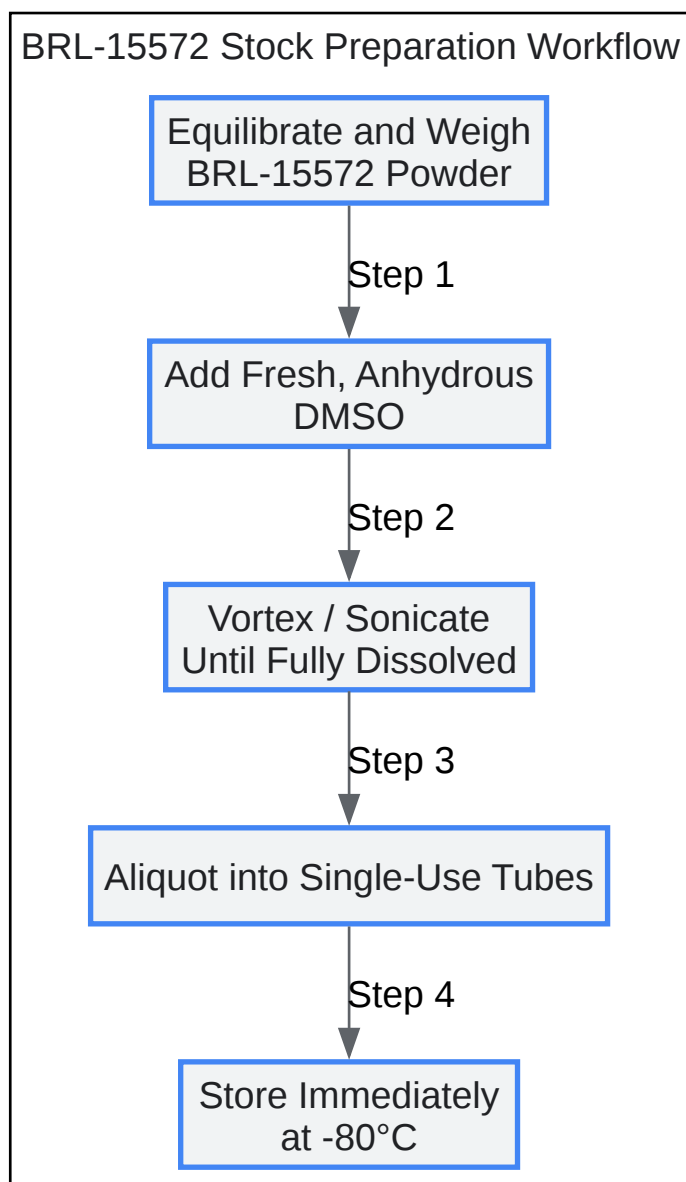 BRL-15572 Stock Preparation Workflow
Equilibrate and Weigh
BRL-15572 Powder
Step 1
Add Fresh, Anhydrous
DMSO
Step 2
Vortex / Sonicate
Until Fully Dissolved
Step 3
Aliquot into Single-Use Tubes
Step 4
Store Immediately
at -80°C